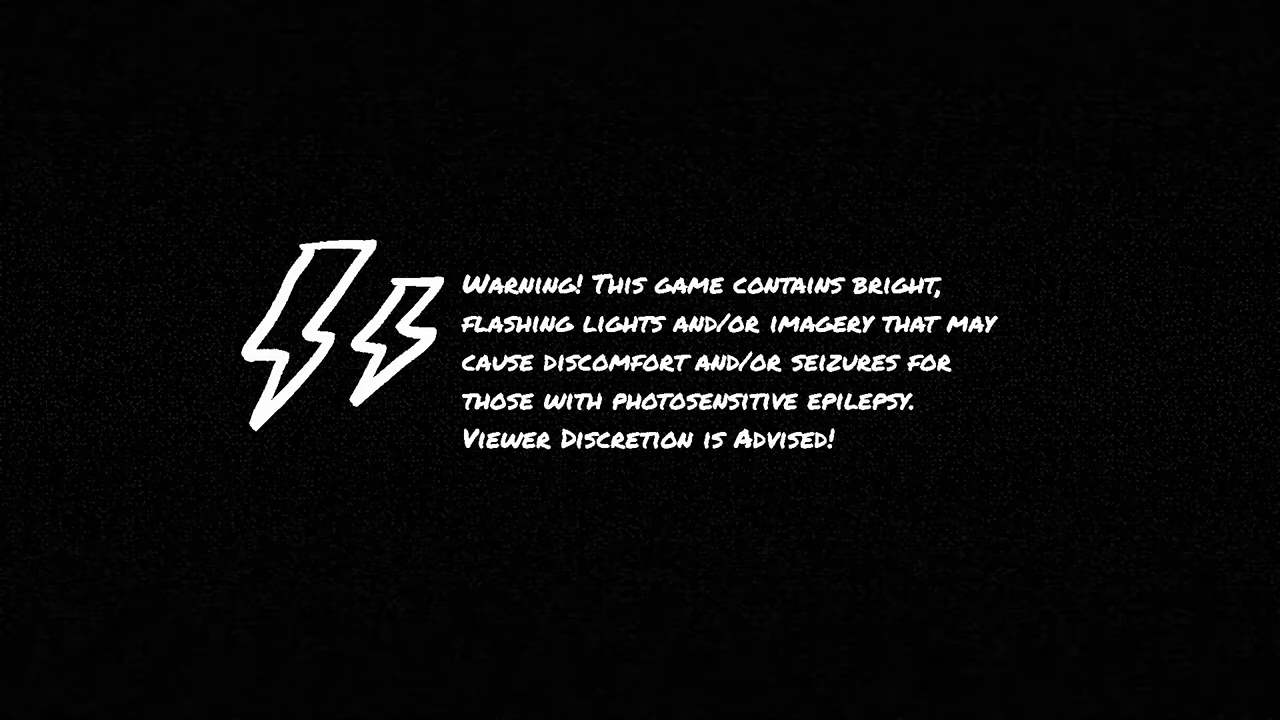 Warning! This game contains bright,
flashing lights and/or imagery that may
cause discomfort and/or seizures for
those with photosensitive epilepsy.
Viewer Discretion is Advised!